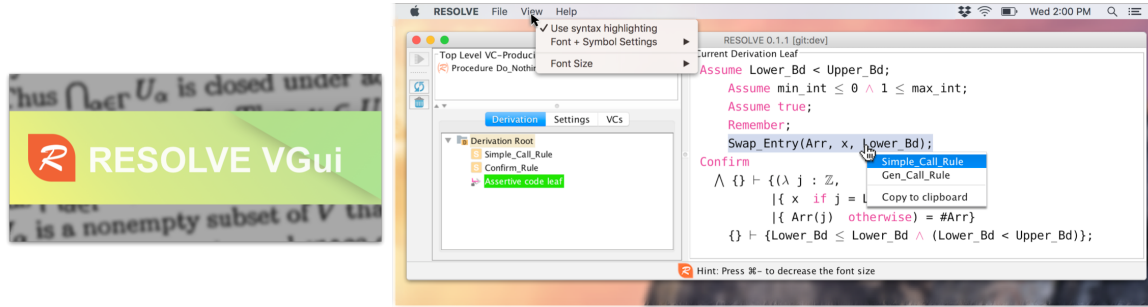 thus ⋂α∈Γ Uα is closed under a
RESOLVE VGui
is a nonempty subset of V tha
RESOLVE File View Help
Wed 2:00 PM
✓ Use syntax highlighting
Font + Symbol Settings
Font Size
RESOLVE 0.1.1 [git:dev]
Top Level VC-Produci
Procedure Do_Nothin
Derivation Settings VCs
Derivation Root
Simple_Call_Rule
Confirm_Rule
Assertive code leaf
Current Derivation Leaf
Assume Lower_Bd < Upper_Bd;
Assume min_int ≤ 0 ∧ 1 ≤ max_int;
Assume true;
Remember;
Swap_Entry(Arr, x, Lower_Bd);
Confirm
⋀ {} ⊢ {(λ j : ℤ,
|{ x if j = L
|{ Arr(j) otherwise) = #Arr}
{} ⊢ {Lower_Bd ≤ Lower_Bd ∧ (Lower_Bd < Upper_Bd)};
Simple_Call_Rule
Gen_Call_Rule
Copy to clipboard
Hint: Press ⌘- to decrease the font size